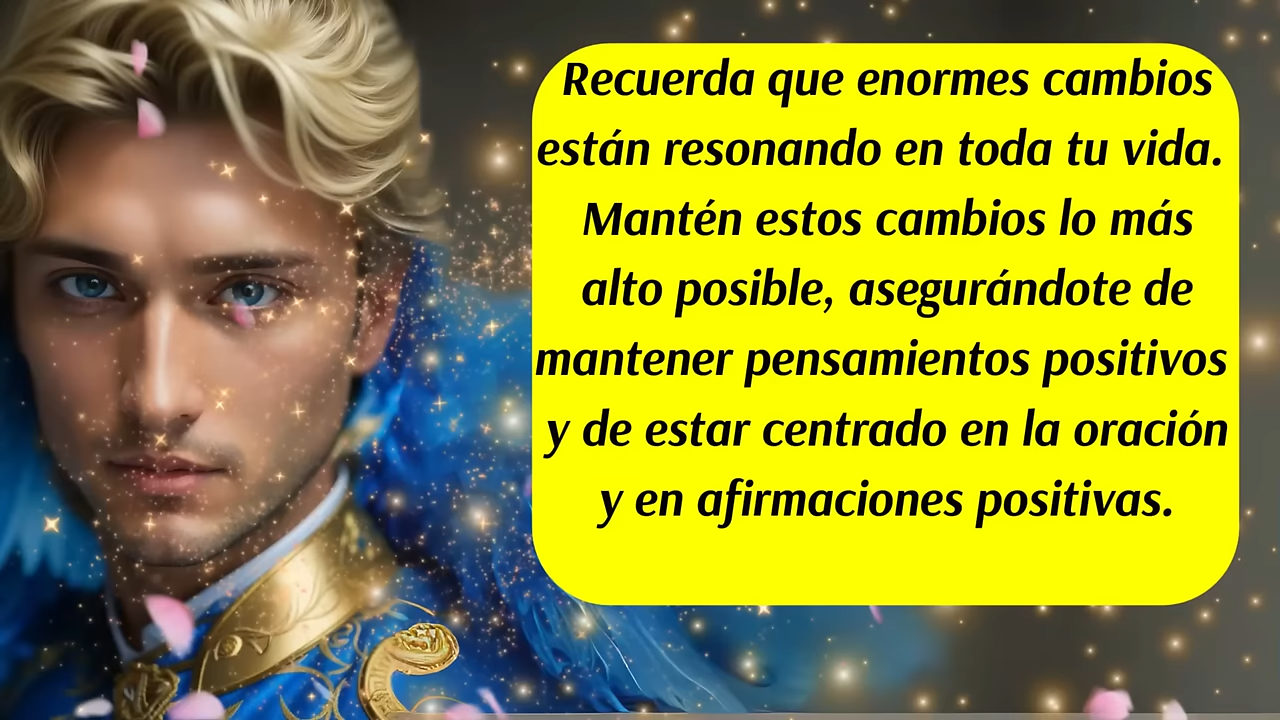 Recuerda que enormes cambios
están resonando en toda tu vida.
Mantén estos cambios lo más
alto posible, asegurándote de
mantener pensamientos positivos
y de estar centrado en la oración
y en afirmaciones positivas.